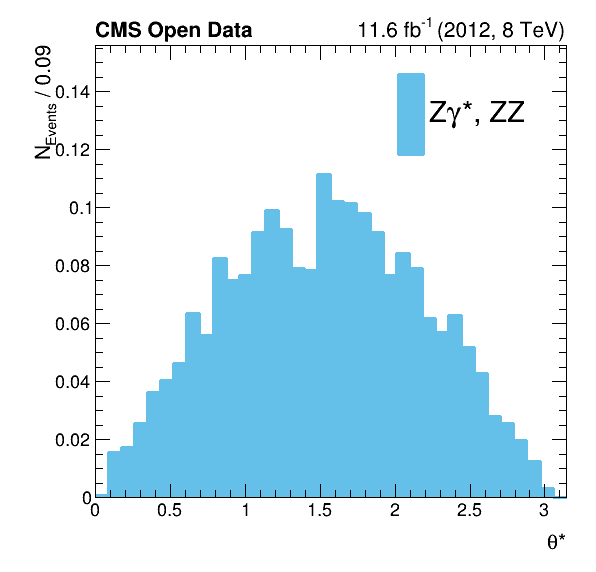 CMS Open Data 11.6 fb⁻¹ (2012, 8 TeV)
N_Events / 0.09
Zγ*, ZZ
0.14
0.12
0.1
0.08
0.06
0.04
0.02
0
0 0.5 1 1.5 2 2.5 3
θ*